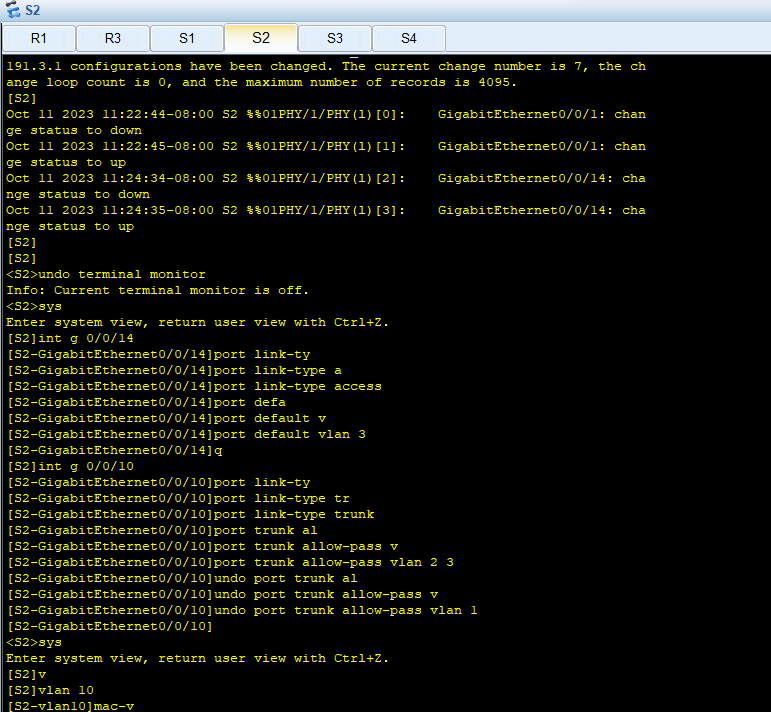 S2
R1 R3 S1 S2 S3 S4
191.3.1 configurations have been changed. The current change number is 7, the ch
ange loop count is 0, and the maximum number of records is 4095.
[S2]
Oct 11 2023 11:22:44-08:00 S2 %%01PHY/1/PHY(l)[0]:    GigabitEthernet0/0/1: chan
ge status to down
Oct 11 2023 11:22:45-08:00 S2 %%01PHY/1/PHY(l)[1]:    GigabitEthernet0/0/1: chan
ge status to up
Oct 11 2023 11:24:34-08:00 S2 %%01PHY/1/PHY(l)[2]:    GigabitEthernet0/0/14: cha
nge status to down
Oct 11 2023 11:24:35-08:00 S2 %%01PHY/1/PHY(l)[3]:    GigabitEthernet0/0/14: cha
nge status to up
[S2]
[S2]
<S2>undo terminal monitor
Info: Current terminal monitor is off.
<S2>sys
Enter system view, return user view with Ctrl+Z.
[S2]int g 0/0/14
[S2-GigabitEthernet0/0/14]port link-ty
[S2-GigabitEthernet0/0/14]port link-type a
[S2-GigabitEthernet0/0/14]port link-type access
[S2-GigabitEthernet0/0/14]port defa
[S2-GigabitEthernet0/0/14]port default v
[S2-GigabitEthernet0/0/14]port default vlan 3
[S2-GigabitEthernet0/0/14]q
[S2]int g 0/0/10
[S2-GigabitEthernet0/0/10]port link-ty
[S2-GigabitEthernet0/0/10]port link-type tr
[S2-GigabitEthernet0/0/10]port link-type trunk
[S2-GigabitEthernet0/0/10]port trunk al
[S2-GigabitEthernet0/0/10]port trunk allow-pass v
[S2-GigabitEthernet0/0/10]port trunk allow-pass vlan 2 3
[S2-GigabitEthernet0/0/10]undo port trunk al
[S2-GigabitEthernet0/0/10]undo port trunk allow-pass v
[S2-GigabitEthernet0/0/10]undo port trunk allow-pass vlan 1
[S2-GigabitEthernet0/0/10]
<S2>sys
Enter system view, return user view with Ctrl+Z.
[S2]v
[S2]vlan 10
[S2-vlan10]mac-v